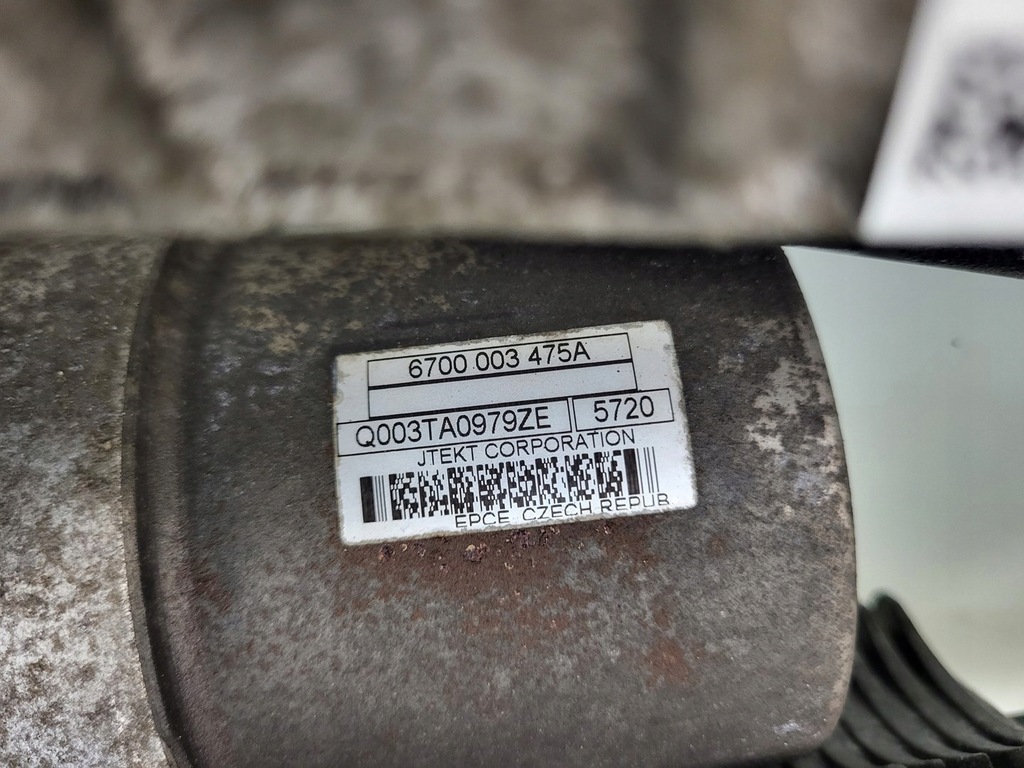 6700 003 475A
Q003TA0979ZE 5720
JTEKT CORPORATION
EPCE CZECH REPUB